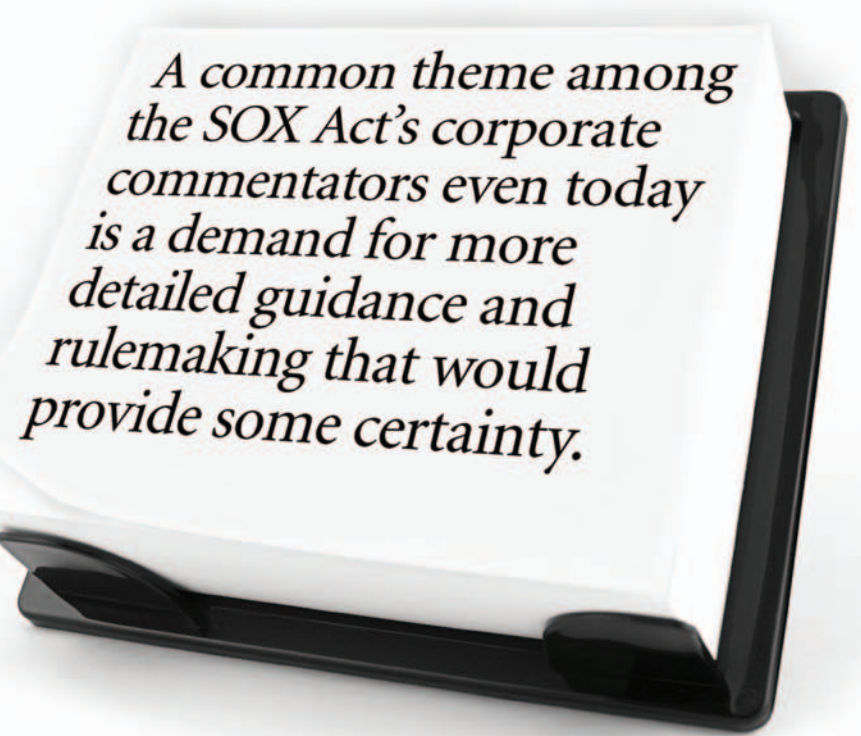 A common theme among
the SOX Act’s corporate
commentators even today
is a demand for more
detailed guidance and
rulemaking that would
provide some certainty.